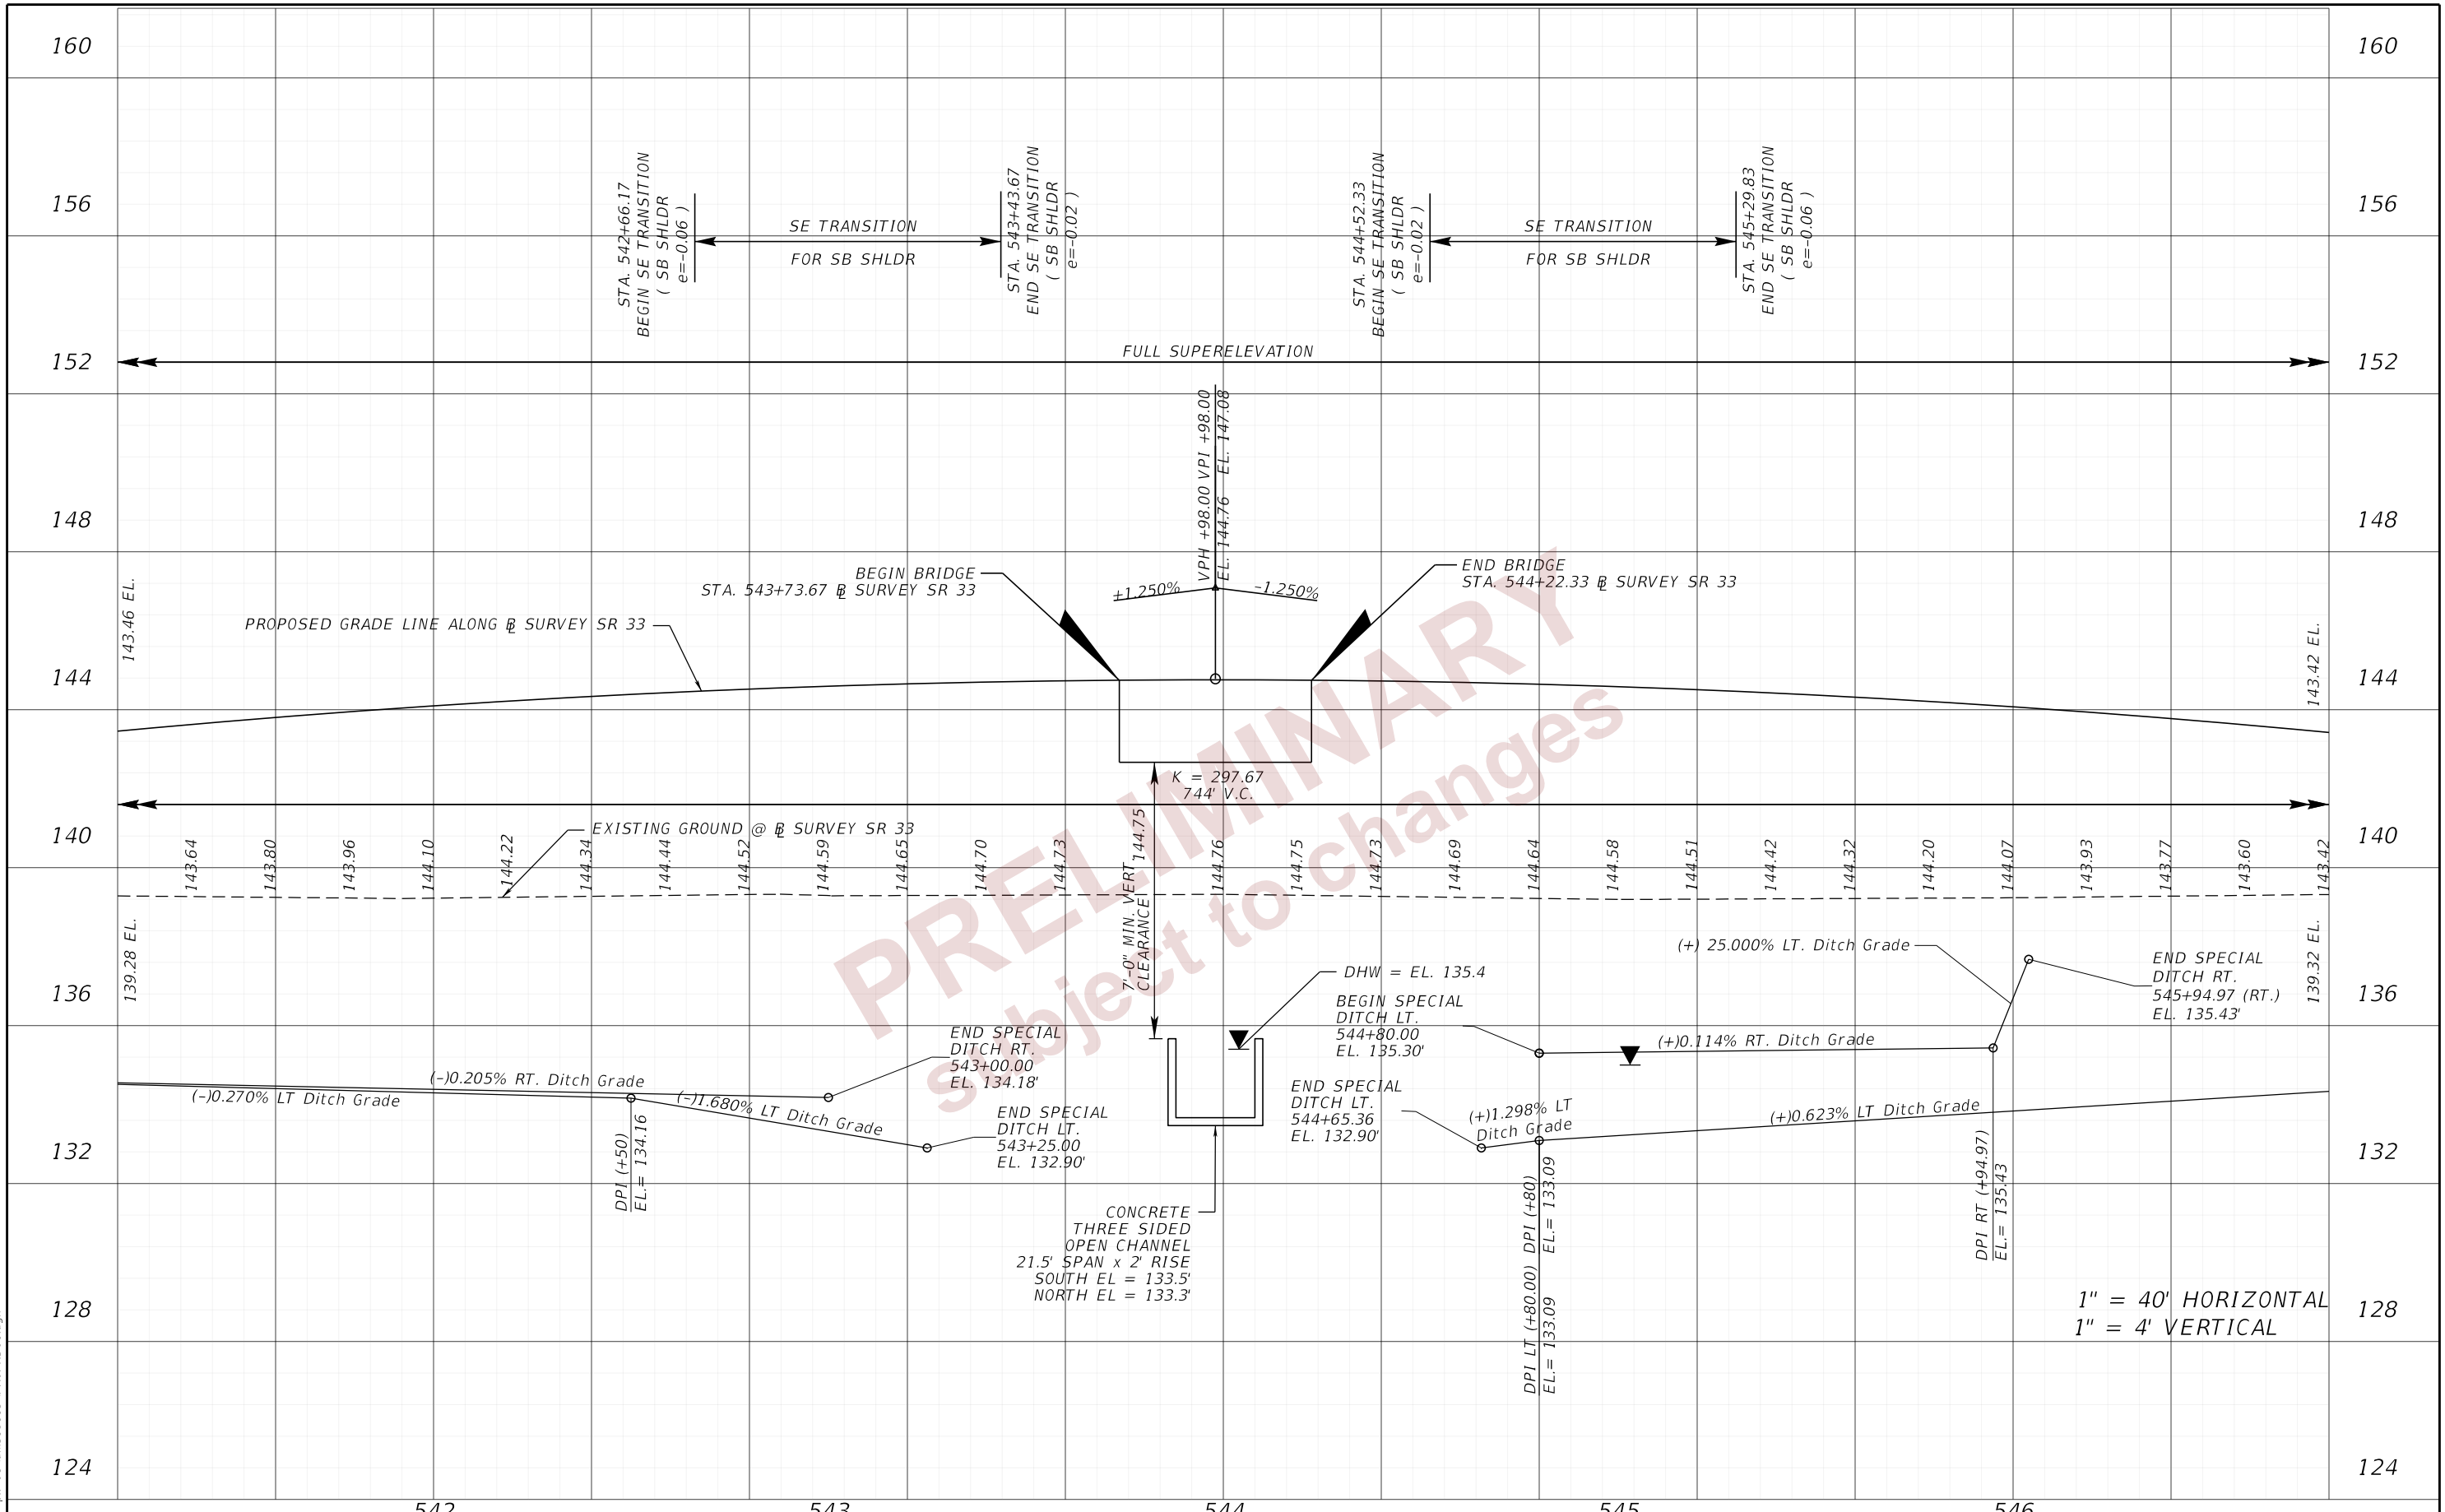 160
160
156
156
152
152
148
148
144
144
140
140
136
136
132
132
128
128
124
124
STA. 542+66.17
BEGIN SE TRANSITION
( SB SHLDR
e=-0.06 )
SE TRANSITION
FOR SB SHLDR
STA. 543+43.67
END SE TRANSITION
( SB SHLDR
e=-0.02 )
STA. 544+52.33
BEGIN SE TRANSITION
( SB SHLDR
e=-0.02 )
SE TRANSITION
FOR SB SHLDR
STA. 545+29.83
END SE TRANSITION
( SB SHLDR
e=-0.06 )
FULL SUPERELEVATION
VPH +98.00 VPI +98.00
EL. 144.76 EL. 147.08
+1.250%
-1.250%
BEGIN BRIDGE
STA. 543+73.67 BL SURVEY SR 33
END BRIDGE
STA. 544+22.33 BL SURVEY SR 33
143.46 EL.
PROPOSED GRADE LINE ALONG BL SURVEY SR 33
143.42 EL.
K = 297.67
744' V.C.
EXISTING GROUND @ BL SURVEY SR 33
143.64
143.80
143.96
144.10
144.22
144.34
144.44
144.52
144.59
144.65
144.70
144.73
144.75
144.76
144.75
144.73
144.69
144.64
144.58
144.51
144.42
144.32
144.20
144.07
143.93
143.77
143.60
143.42
7'-0" MIN. VERT.
CLEARANCE
139.28 EL.
139.32 EL.
PRELIMINARY
subject to changes
DHW = EL. 135.4
(+) 25.000% LT. Ditch Grade
END SPECIAL
DITCH RT.
545+94.97 (RT.)
EL. 135.43'
BEGIN SPECIAL
DITCH LT.
544+80.00
EL. 135.30'
(+)0.114% RT. Ditch Grade
END SPECIAL
DITCH RT.
543+00.00
EL. 134.18'
(-)0.205% RT. Ditch Grade
(-)0.270% LT Ditch Grade
(-)1.680% LT Ditch Grade
END SPECIAL
DITCH LT.
543+25.00
EL. 132.90'
END SPECIAL
DITCH LT.
544+65.36
EL. 132.90'
(+)1.298% LT
Ditch Grade
(+)0.623% LT Ditch Grade
DPI (+50)
EL.= 134.16
CONCRETE
THREE SIDED
OPEN CHANNEL
21.5' SPAN x 2' RISE
SOUTH EL = 133.5'
NORTH EL = 133.3'
DPI LT (+80.00) DPI (+80)
EL.= 133.09 EL.= 133.09
DPI RT (+94.97)
EL.= 135.43
1" = 40' HORIZONTAL
1" = 4' VERTICAL
542
543
544
545
546